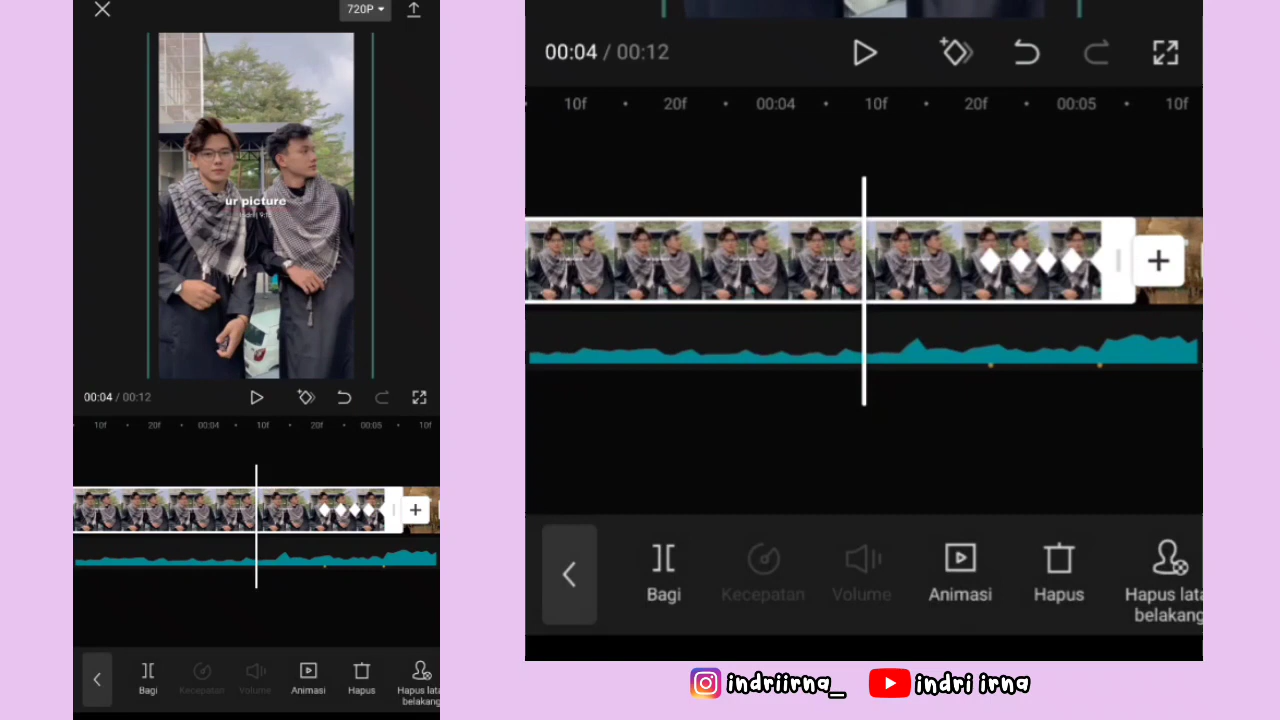 720P
ur picture
00:04 / 00:12
10f 20f 00:04 10f 20f 00:05 10f
Bagi Kecepatan Volume Animasi Hapus Hapus lata
belakang
00:04 / 00:12
10f 20f 00:04 10f 20f 00:05 10f
Bagi Kecepatan Volume Animasi Hapus Hapus lata
belakang
indriirna_ indri irna